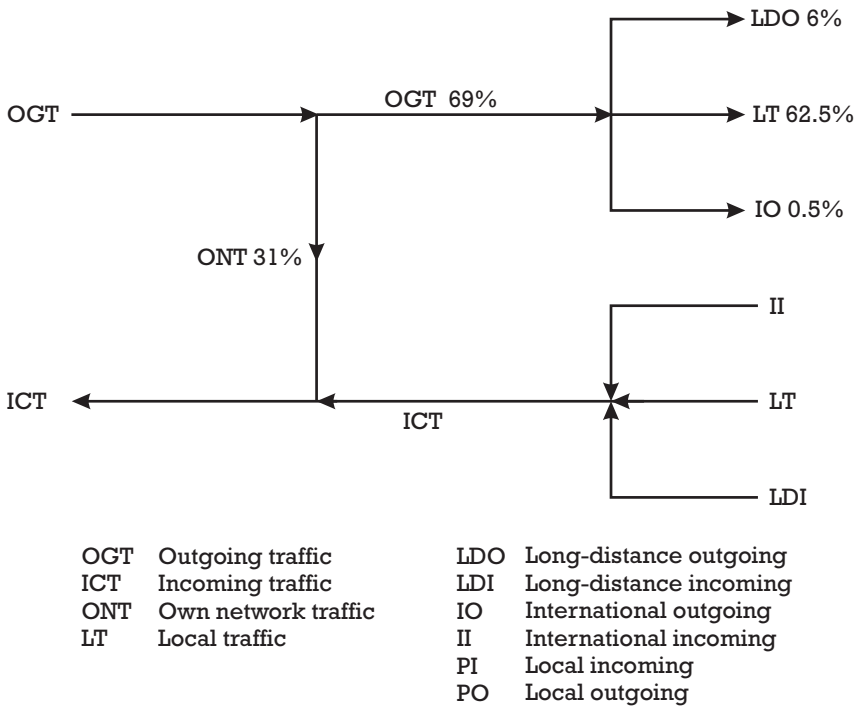 LDO 6%
OGT 69%
OGT
LT 62.5%
IO 0.5%
ONT 31%
II
ICT
LT
ICT
LDI
OGT Outgoing traffic
ICT Incoming traffic
ONT Own network traffic
LT Local traffic
LDO Long-distance outgoing
LDI Long-distance incoming
IO International outgoing
II International incoming
PI Local incoming
PO Local outgoing